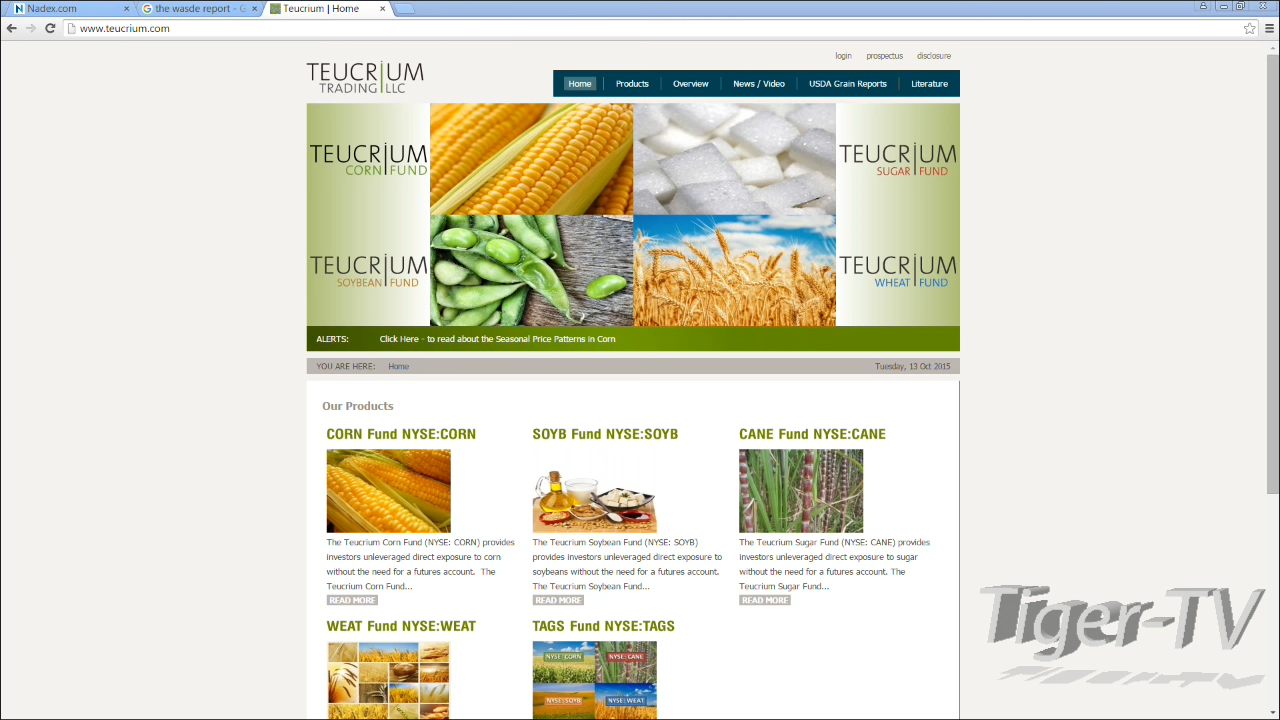 Nadex.com
the wasde report - G
Teucrium | Home
www.teucrium.com
login prospectus disclosure
TEUCRIUM
TRADING LLC
Home Products Overview News / Video USDA Grain Reports Literature
TEUCRIUM
CORN FUND
TEUCRIUM
SUGAR FUND
TEUCRIUM
SOYBEAN FUND
TEUCRIUM
WHEAT FUND
ALERTS: Click Here - to read about the Seasonal Price Patterns in Corn
YOU ARE HERE: Home Tuesday, 13 Oct 2015
Our Products
CORN Fund NYSE:CORN
The Teucrium Corn Fund (NYSE: CORN) provides
investors unleveraged direct exposure to corn
without the need for a futures account. The
Teucrium Corn Fund...
READ MORE
SOYB Fund NYSE:SOYB
The Teucrium Soybean Fund (NYSE: SOYB)
provides investors unleveraged direct exposure to
soybeans without the need for a futures account.
The Teucrium Soybean Fund...
READ MORE
CANE Fund NYSE:CANE
The Teucrium Sugar Fund (NYSE: CANE) provides
investors unleveraged direct exposure to sugar
without the need for a futures account. The
Teucrium Sugar Fund...
READ MORE
WEAT Fund NYSE:WEAT
TAGS Fund NYSE:TAGS
NYSE:CORN NYSE:CANE
NYSE:SOYB NYSE:WEAT
Tiger-TV